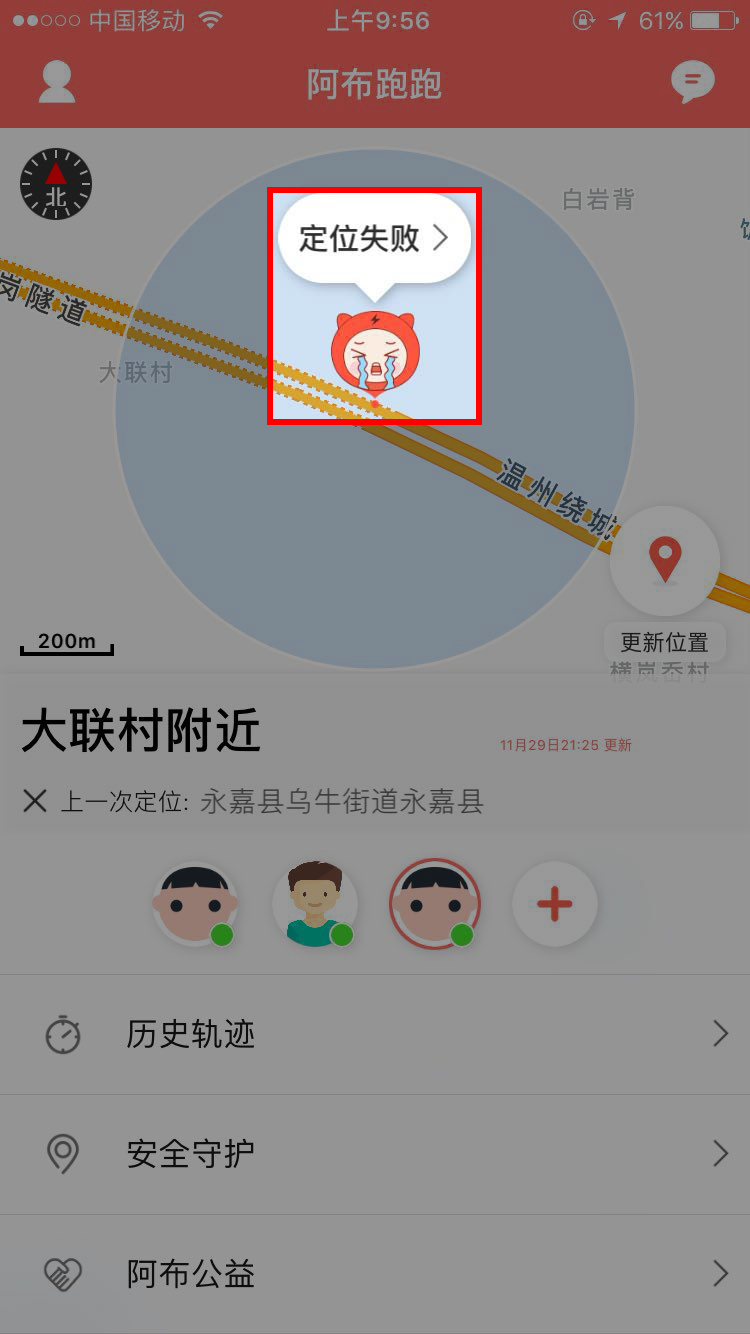 中国移动
上午9:56
61%
阿布跑跑
北
白岩背
定位失败
岗隧道
大联村
温州绕城
200m
更新位置
横岚岙村
大联村附近
11月29日21:25 更新
上一次定位: 永嘉县乌牛街道永嘉县
历史轨迹
安全守护
阿布公益